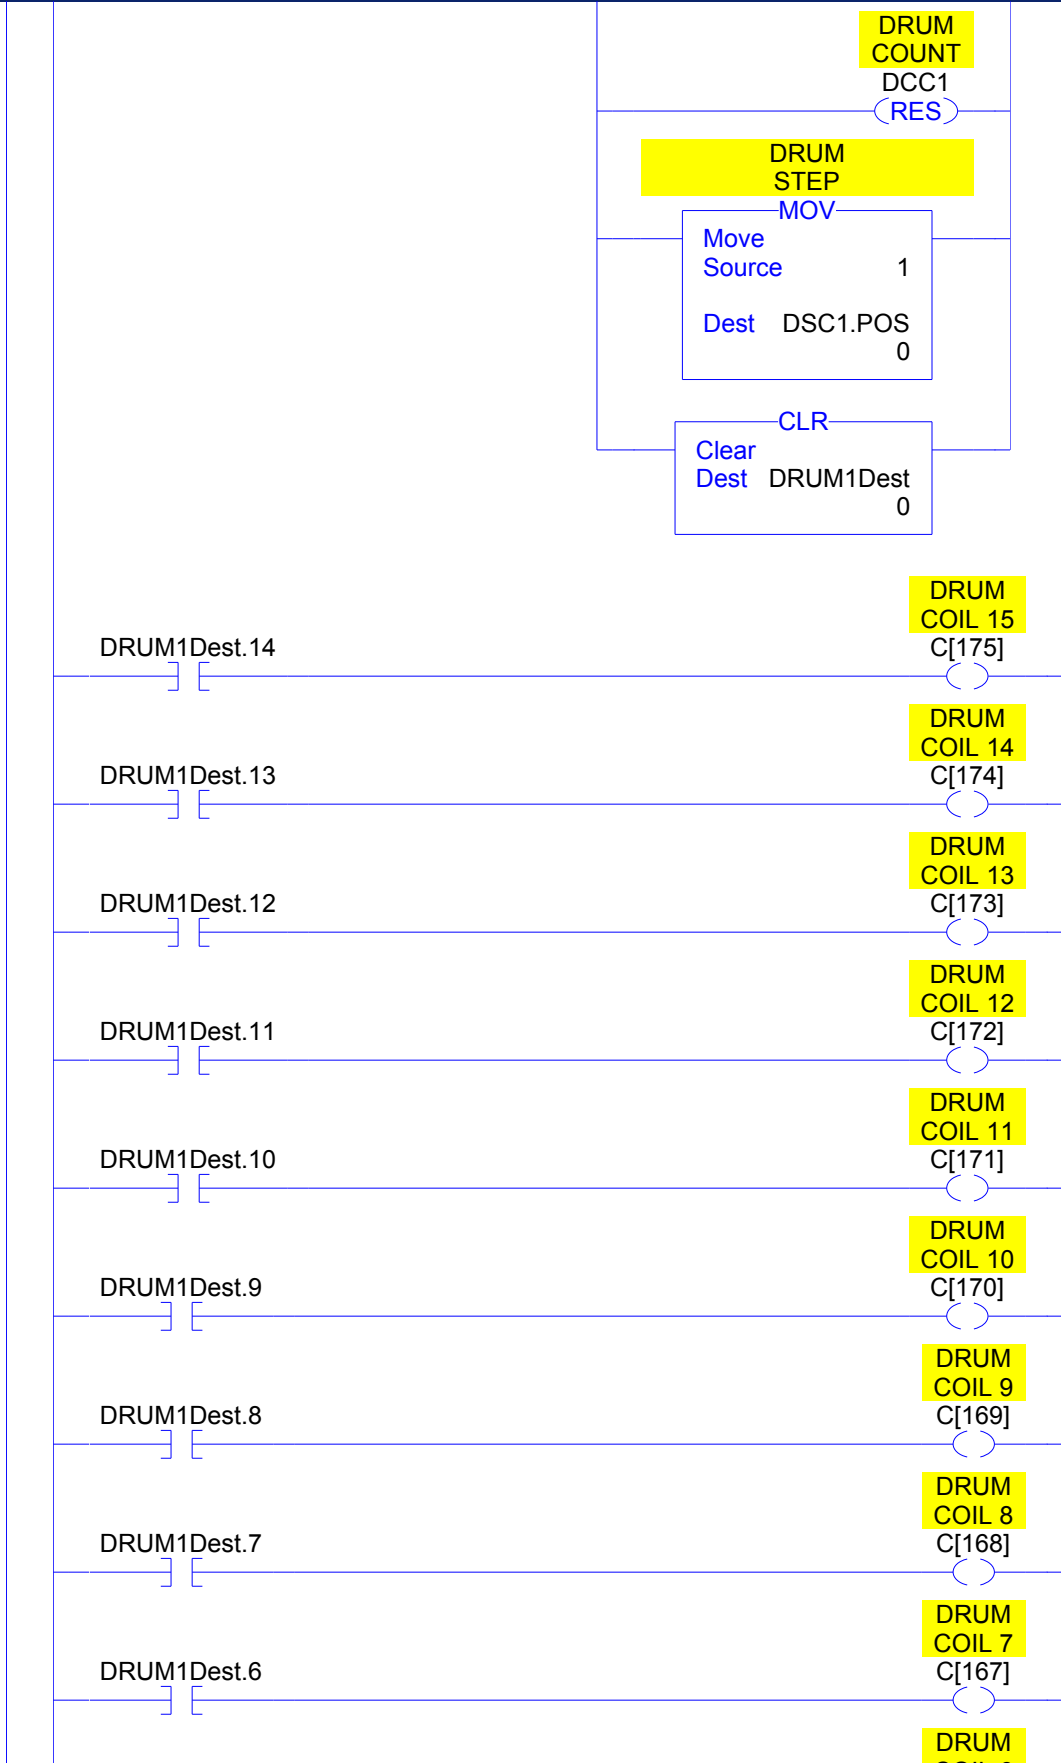 DRUM
COUNT
DCC1
RES
DRUM
STEP
MOV
Move
Source 1
Dest DSC1.POS
0
CLR
Clear
Dest DRUM1Dest
0
DRUM
COIL 15
DRUM1Dest.14 C[175]
DRUM
COIL 14
DRUM1Dest.13 C[174]
DRUM
COIL 13
DRUM1Dest.12 C[173]
DRUM
COIL 12
DRUM1Dest.11 C[172]
DRUM
COIL 11
DRUM1Dest.10 C[171]
DRUM
COIL 10
DRUM1Dest.9 C[170]
DRUM
COIL 9
DRUM1Dest.8 C[169]
DRUM
COIL 8
DRUM1Dest.7 C[168]
DRUM
COIL 7
DRUM1Dest.6 C[167]
DRUM